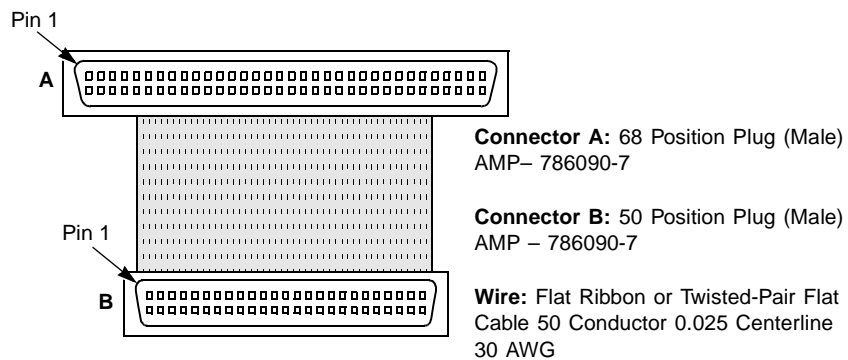 Pin 1
A
Connector A: 68 Position Plug (Male)
AMP– 786090-7
Connector B: 50 Position Plug (Male)
AMP – 786090-7
Pin 1
B
Wire: Flat Ribbon or Twisted-Pair Flat
Cable 50 Conductor 0.025 Centerline
30 AWG